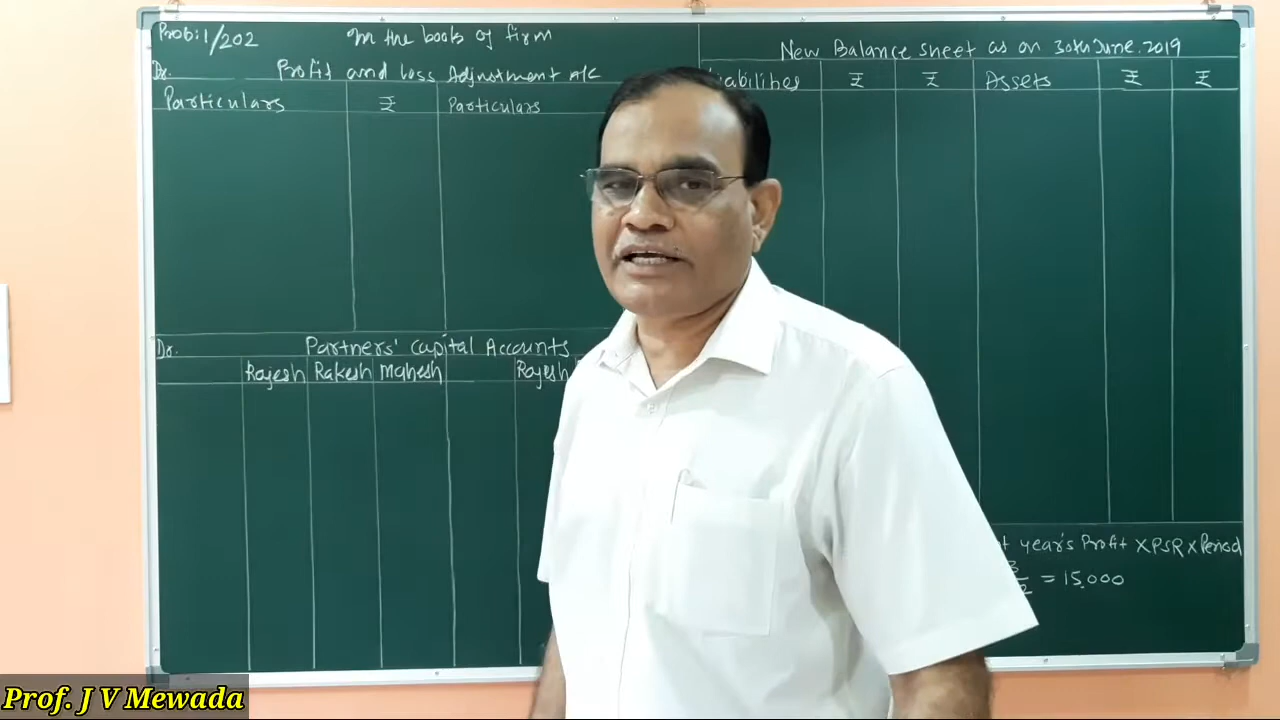 Prob:1/202
In the books of firm
Dr. Profit and loss Adjustment A/c
Particulars ₹ Particulars
Dr. Partners' Capital Accounts
Rajesh Rakesh Mahesh Rajesh
New Balance sheet as on 30th June. 2019
iabilities ₹ ₹ Assets ₹ ₹
t year's Profit x PSR x Period
= 15,000
Prof. J V Mewada